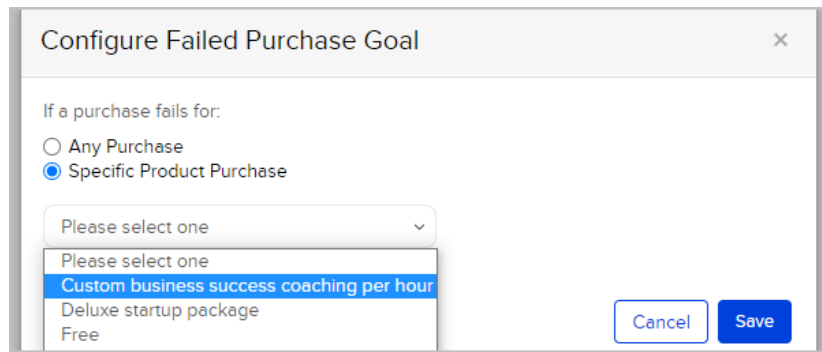 Configure Failed Purchase Goal
×
If a purchase fails for:
Any Purchase
Specific Product Purchase
Please select one
Please select one
Custom business success coaching per hour
Deluxe startup package
Free
Cancel Save